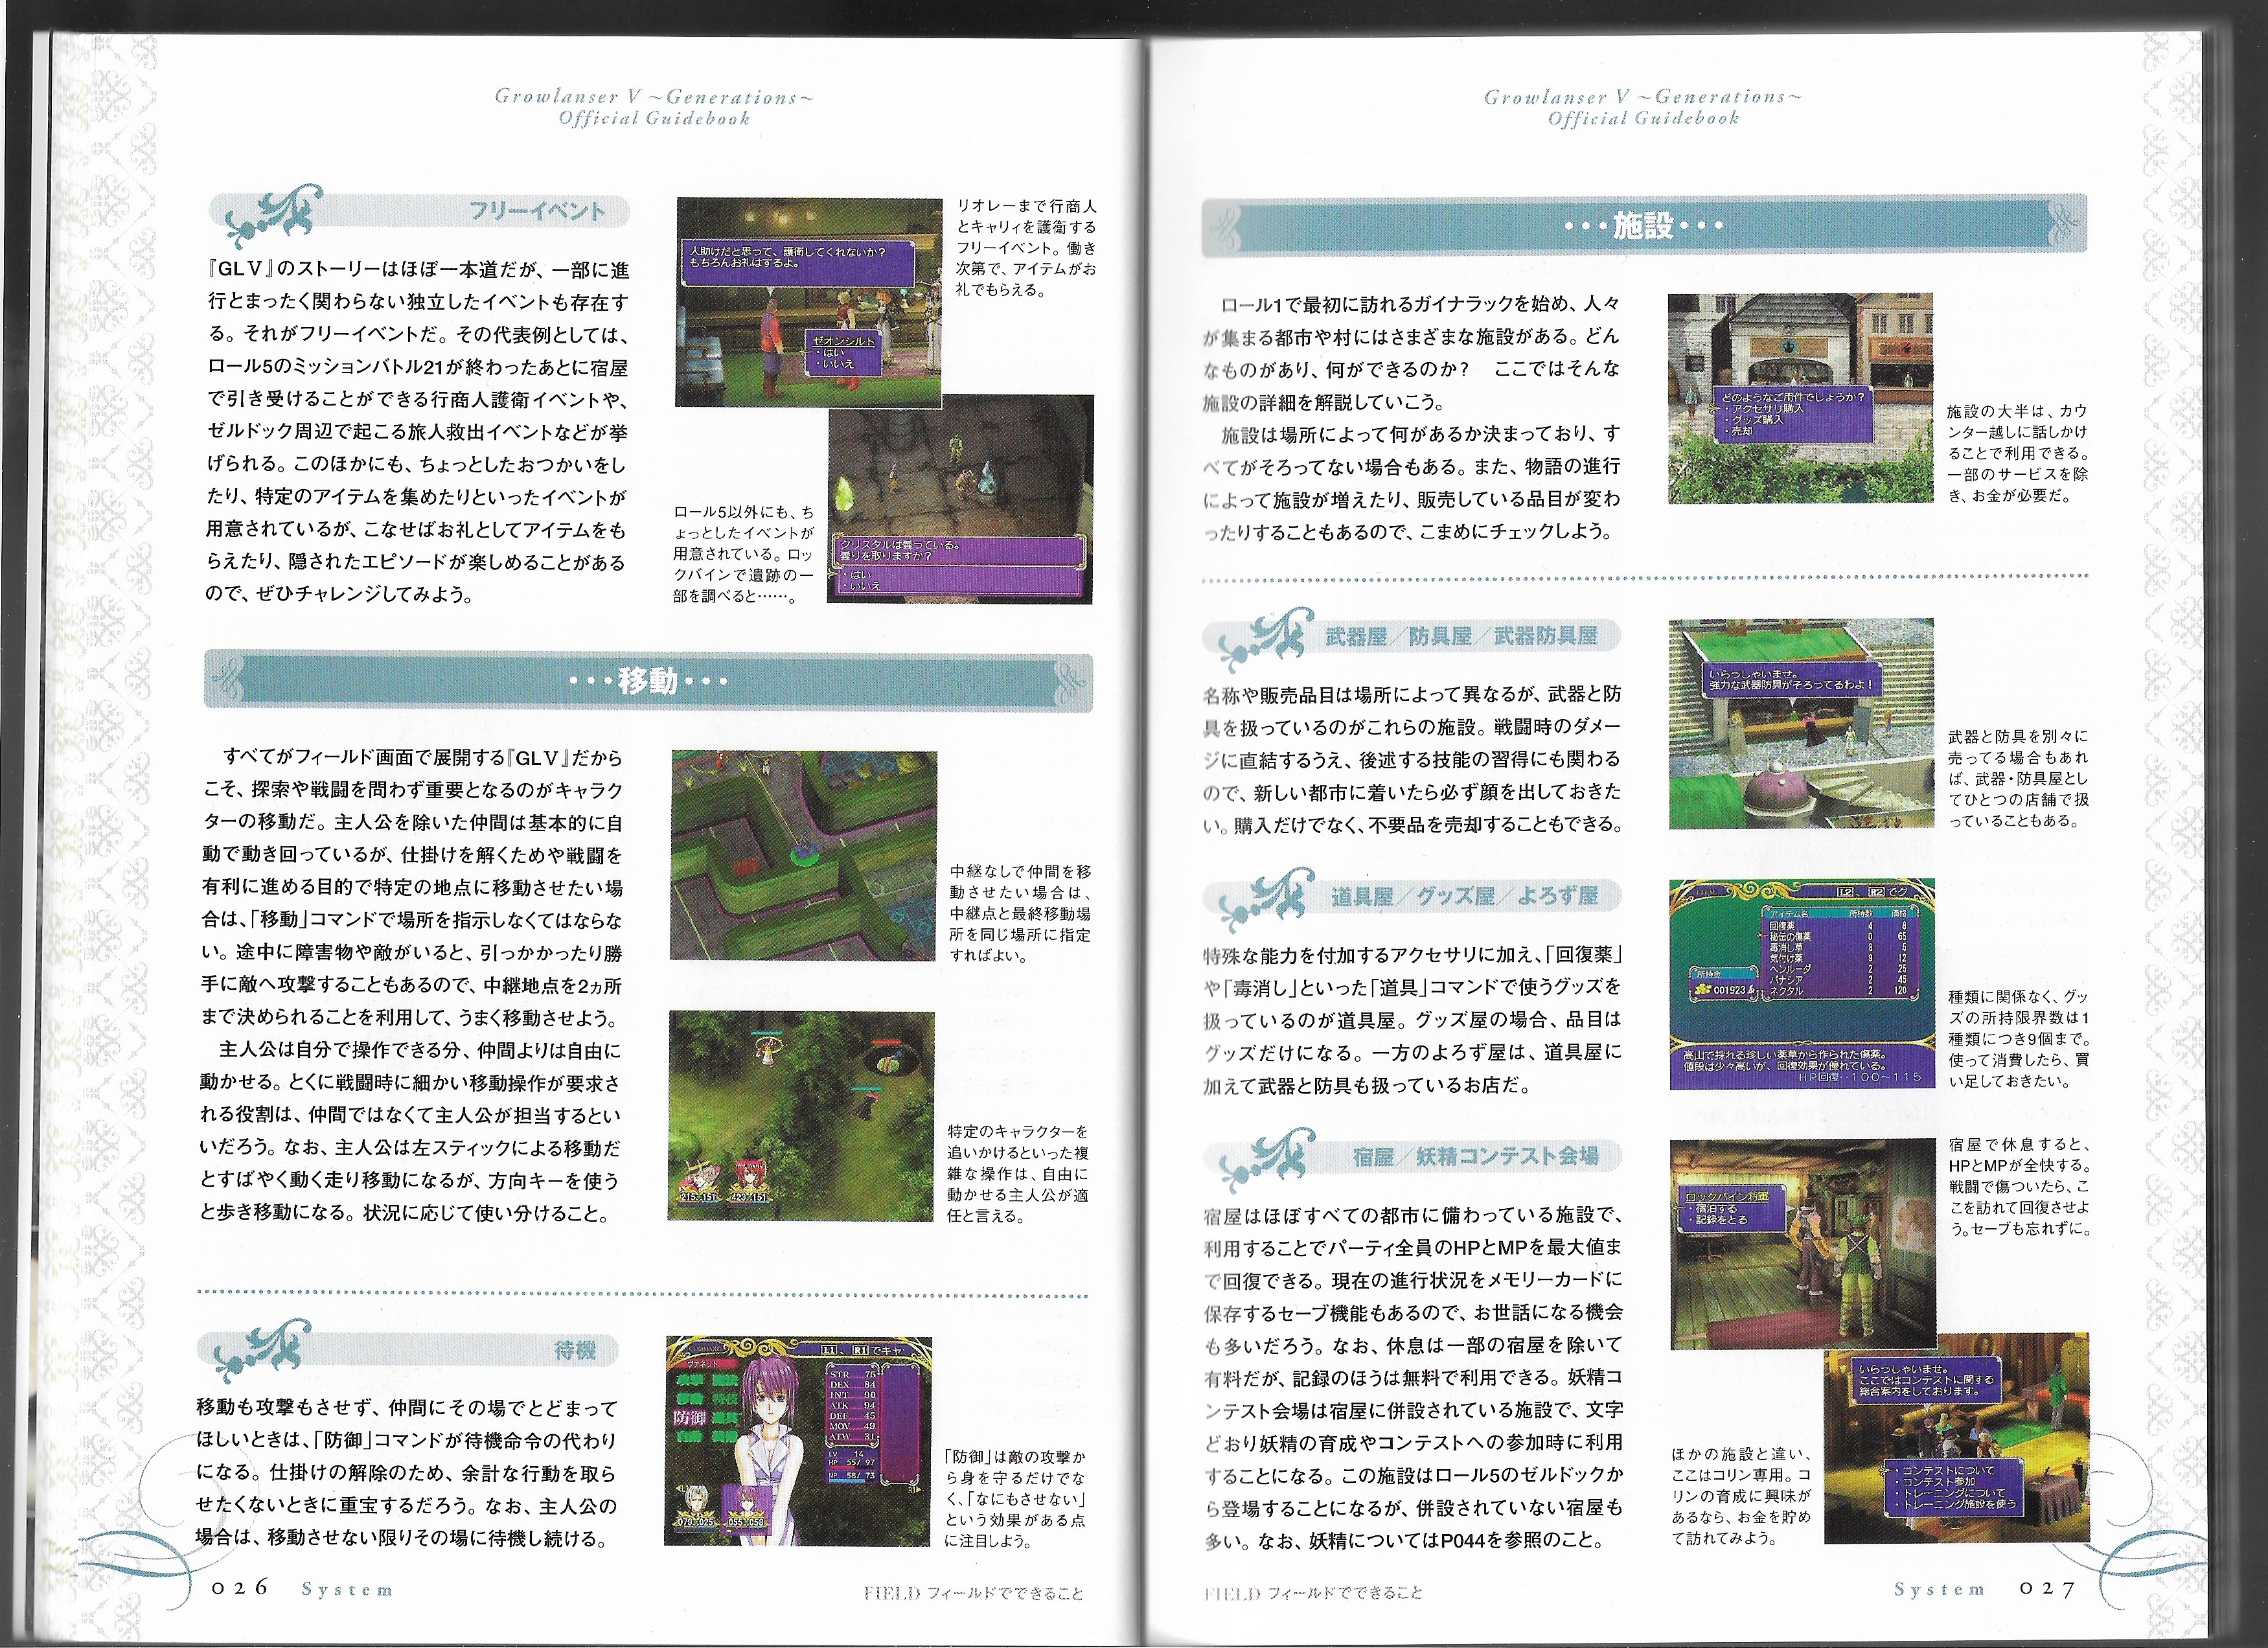 Growlanser V ～Generations～
Official Guidebook
フリーイベント
『GLⅤ』のストーリーはほぼ一本道だが、一部に進
行とまったく関わらない独立したイベントも存在す
る。それがフリーイベントだ。その代表例としては、
ロール5のミッションバトル21が終わったあとに宿屋
で引き受けることができる行商人護衛イベントや、
ゼルドック周辺で起こる旅人救出イベントなどが挙
げられる。このほかにも、ちょっとしたおつかいをし
たり、特定のアイテムを集めたりといったイベントが
用意されているが、こなせばお礼としてアイテムをも
らえたり、隠されたエピソードが楽しめることがある
ので、ぜひチャレンジしてみよう。
人助けだと思って、護衛してくれないか？
もちろんお礼はするよ。
ゼオンシルト
・はい
・いいえ
リオレーまで行商人
とキャリィを護衛する
フリーイベント。働き
次第で、アイテムがお
礼でもらえる。
クリスタルは曇っている。
曇りを取りますか？
・はい
・いいえ
ロール5以外にも、ち
ょっとしたイベントが
用意されている。ロッ
クバインで遺跡の一
部を調べると……。
･･･移動･･･
すべてがフィールド画面で展開する『GLⅤ』だから
こそ、探索や戦闘を問わず重要となるのがキャラク
ターの移動だ。主人公を除いた仲間は基本的に自
動で動き回っているが、仕掛けを解くためや戦闘を
有利に進める目的で特定の地点に移動させたい場
合は、「移動」コマンドで場所を指示しなくてはならな
い。途中に障害物や敵がいると、引っかかったり勝
手に敵へ攻撃することもあるので、中継地点を2ヵ所
まで決められることを利用して、うまく移動させよう。
主人公は自分で操作できる分、仲間よりは自由に
動かせる。とくに戦闘時に細かい移動操作が要求さ
れる役割は、仲間ではなくて主人公が担当するとい
いだろう。なお、主人公は左スティックによる移動だ
とすばやく動く走り移動になるが、方向キーを使う
と歩き移動になる。状況に応じて使い分けること。
中継なしで仲間を移
動させたい場合は、
中継点と最終移動場
所を同じ場所に指定
すればよい。
215 151 423 151
特定のキャラクターを
追いかけるといった複
雑な操作は、自由に
動かせる主人公が適
任と言える。
待機
移動も攻撃もさせず、仲間にその場でとどまって
ほしいときは、「防御」コマンドが待機命令の代わり
になる。仕掛けの解除のため、余計な行動を取ら
せたくないときに重宝するだろう。なお、主人公の
場合は、移動させない限りその場に待機し続ける。
COMMAND L1、R1でキャ
ヴァネット
攻撃 魔法
移動 特技
防御 道具
自動
STR 75
DEX 84
INT 90
ATK 94
DEF 45
MOV 49
ATW 31
LV 14
HP 55/ 97
MP 58/ 73
079 025 055 058
「防御」は敵の攻撃か
ら身を守るだけでな
く、「なにもさせない」
という効果がある点
に注目しよう。
026 System
FIELD フィールドでできること
Growlanser V ～Generations～
Official Guidebook
･･･施設･･･
ロール1で最初に訪れるガイナラックを始め、人々
が集まる都市や村にはさまざまな施設がある。どん
なものがあり、何ができるのか？　ここではそんな
施設の詳細を解説していこう。
施設は場所によって何があるか決まっており、す
べてがそろってない場合もある。また、物語の進行
によって施設が増えたり、販売している品目が変わ
ったりすることもあるので、こまめにチェックしよう。
どのようなご用件でしょうか？
・アクセサリ購入
・グッズ購入
・売却
施設の大半は、カウ
ンター越しに話しかけ
ることで利用できる。
一部のサービスを除
き、お金が必要だ。
武器屋／防具屋／武器防具屋
名称や販売品目は場所によって異なるが、武器と防
具を扱っているのがこれらの施設。戦闘時のダメー
ジに直結するうえ、後述する技能の習得にも関わる
ので、新しい都市に着いたら必ず顔を出しておきた
い。購入だけでなく、不要品を売却することもできる。
いらっしゃいませ。
強力な武器防具がそろってるわよ！
武器と防具を別々に
売ってる場合もあれ
ば、武器・防具屋とし
てひとつの店舗で扱
っていることもある。
道具屋／グッズ屋／よろず屋
特殊な能力を付加するアクセサリに加え、「回復薬」
や「毒消し」といった「道具」コマンドで使うグッズを
扱っているのが道具屋。グッズ屋の場合、品目は
グッズだけになる。一方のよろず屋は、道具屋に
加えて武器と防具も扱っているお店だ。
ITEM L2、R2でグ
アイテム名 所持数 価格
回復薬 4 8
秘伝の傷薬 0 65
毒消し草 8 5
気付け薬 9 12
ヘンルーダ 2 25
パナシア 2 45
ネクタル 2 120
所持金
001923
高山で採れる珍しい薬草から作られた傷薬。
値段は少々高いが、回復効果が優れている。
HP回復‥100～115
種類に関係なく、グッ
ズの所持限界数は1
種類につき9個まで。
使って消費したら、買
い足しておきたい。
宿屋／妖精コンテスト会場
宿屋はほぼすべての都市に備わっている施設で、
利用することでパーティ全員のHPとMPを最大値ま
で回復できる。現在の進行状況をメモリーカードに
保存するセーブ機能もあるので、お世話になる機会
も多いだろう。なお、休息は一部の宿屋を除いて
有料だが、記録のほうは無料で利用できる。妖精コ
ンテスト会場は宿屋に併設されている施設で、文字
どおり妖精の育成やコンテストへの参加時に利用
することになる。この施設はロール5のゼルドックか
ら登場することになるが、併設されていない宿屋も
多い。なお、妖精についてはP044を参照のこと。
ロックバイン将軍
・宿泊する
・記録をとる
宿屋で休息すると、
HPとMPが全快する。
戦闘で傷ついたら、こ
こを訪れて回復させよ
う。セーブも忘れずに。
いらっしゃいませ。
ここではコンテストに関する
総合案内をしております。
・コンテストについて
・コンテスト参加
・トレーニングについて
・トレーニング施設を使う
ほかの施設と違い、
ここはコリン専用。コ
リンの育成に興味が
あるなら、お金を貯め
て訪れてみよう。
FIELD フィールドでできること
System 027